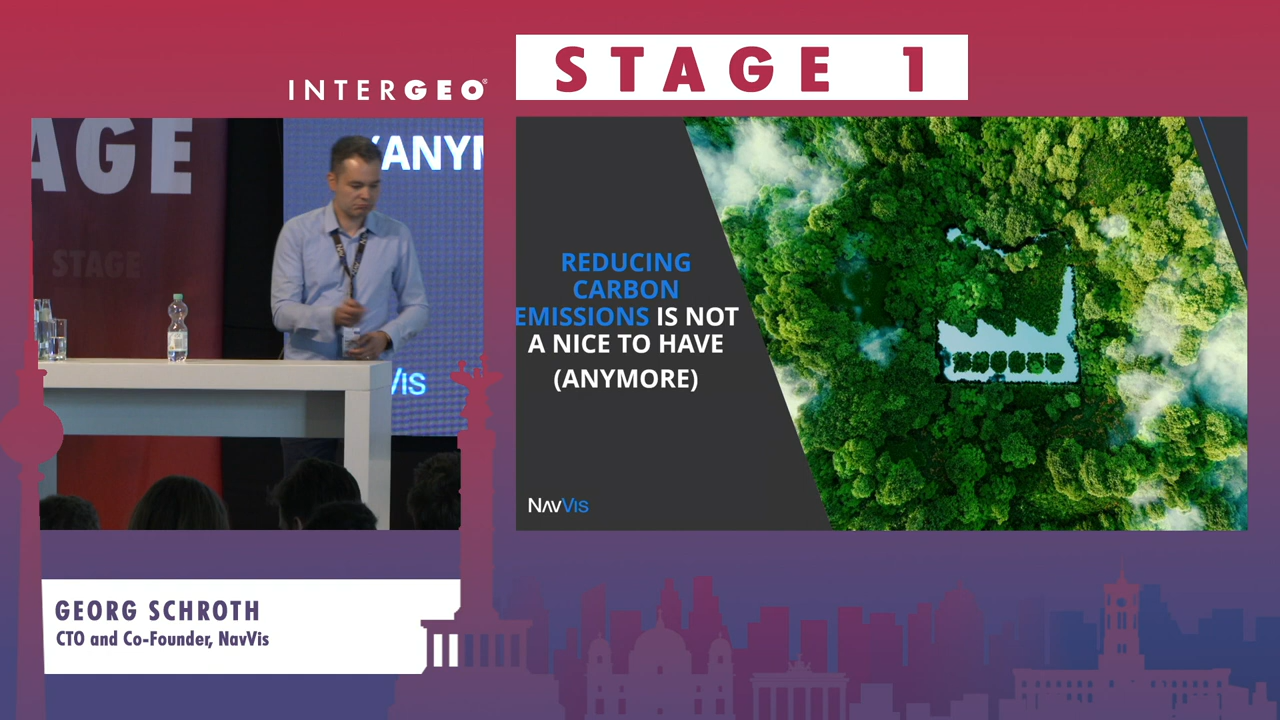 STAGE 1
INTERGEO®
AGE
STAGE
(ANYM
Vis
REDUCING
CARBON
EMISSIONS IS NOT
A NICE TO HAVE
(ANYMORE)
NAVVIS
GEORG SCHROTH
CTO and Co-Founder, NavVis